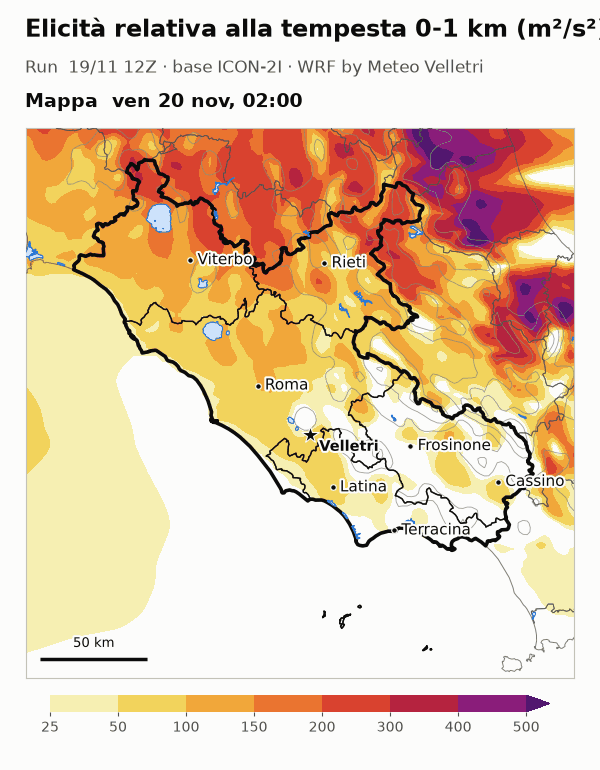 Elicità relativa alla tempesta 0-1 km (m²/s²)
Run 19/11 12Z · base ICON-2I · WRF by Meteo Velletri
Mappa ven 20 nov, 02:00
Viterbo
Rieti
Roma
Velletri
Frosinone
Cassino
Latina
Terracina
50 km
25 50 100 150 200 300 400 500